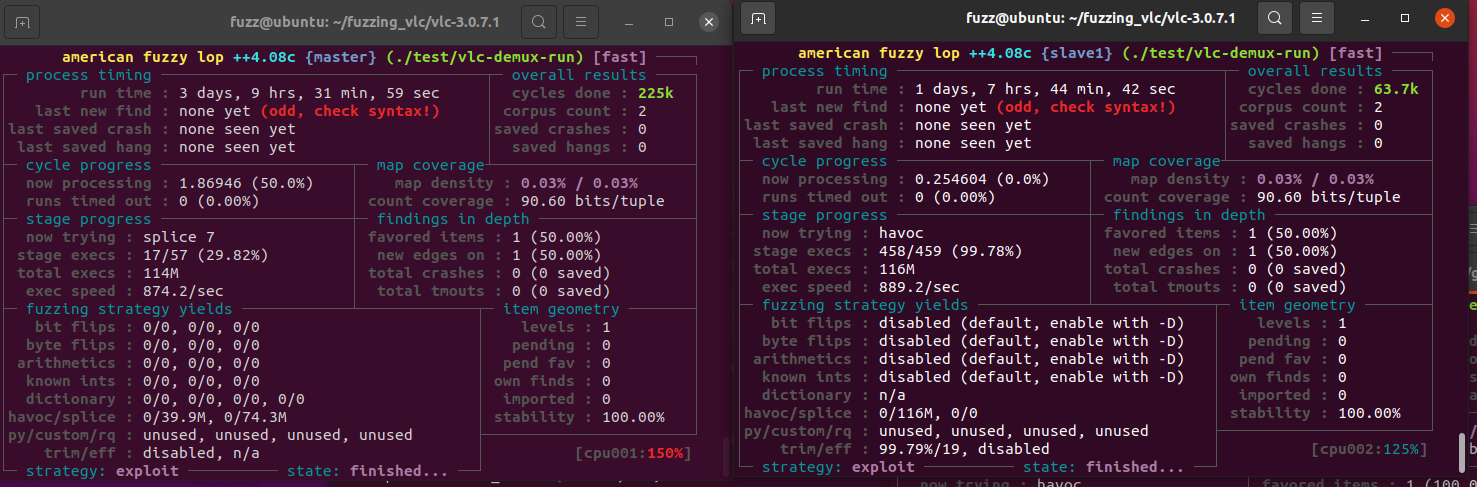 fuzz@ubuntu: ~/fuzzing_vlc/vlc-3.0.7.1
american fuzzy lop ++4.08c {master} (./test/vlc-demux-run) [fast]
process timing overall results
run time : 3 days, 9 hrs, 31 min, 59 sec cycles done : 225k
last new find : none yet (odd, check syntax!) corpus count : 2
last saved crash : none seen yet saved crashes : 0
last saved hang : none seen yet saved hangs : 0
cycle progress map coverage
now processing : 1.86946 (50.0%) map density : 0.03% / 0.03%
runs timed out : 0 (0.00%) count coverage : 90.60 bits/tuple
stage progress findings in depth
now trying : splice 7 favored items : 1 (50.00%)
stage execs : 17/57 (29.82%) new edges on : 1 (50.00%)
total execs : 114M total crashes : 0 (0 saved)
exec speed : 874.2/sec total tmouts : 0 (0 saved)
fuzzing strategy yields item geometry
bit flips : 0/0, 0/0, 0/0 levels : 1
byte flips : 0/0, 0/0, 0/0 pending : 0
arithmetics : 0/0, 0/0, 0/0 pend fav : 0
known ints : 0/0, 0/0, 0/0 own finds : 0
dictionary : 0/0, 0/0, 0/0, 0/0 imported : 0
havoc/splice : 0/39.9M, 0/74.3M stability : 100.00%
py/custom/rq : unused, unused, unused, unused
trim/eff : disabled, n/a [cpu001:150%]
strategy: exploit state: finished...
fuzz@ubuntu: ~/fuzzing_vlc/vlc-3.0.7.1
american fuzzy lop ++4.08c {slave1} (./test/vlc-demux-run) [fast]
process timing overall results
run time : 1 days, 7 hrs, 44 min, 42 sec cycles done : 63.7k
last new find : none yet (odd, check syntax!) corpus count : 2
last saved crash : none seen yet saved crashes : 0
last saved hang : none seen yet saved hangs : 0
cycle progress map coverage
now processing : 0.254604 (0.0%) map density : 0.03% / 0.03%
runs timed out : 0 (0.00%) count coverage : 90.60 bits/tuple
stage progress findings in depth
now trying : havoc favored items : 1 (50.00%)
stage execs : 458/459 (99.78%) new edges on : 1 (50.00%)
total execs : 116M total crashes : 0 (0 saved)
exec speed : 889.2/sec total tmouts : 0 (0 saved)
fuzzing strategy yields item geometry
bit flips : disabled (default, enable with -D) levels : 1
byte flips : disabled (default, enable with -D) pending : 0
arithmetics : disabled (default, enable with -D) pend fav : 0
known ints : disabled (default, enable with -D) own finds : 0
dictionary : n/a imported : 0
havoc/splice : 0/116M, 0/0 stability : 100.00%
py/custom/rq : unused, unused, unused, unused
trim/eff : 99.79%/19, disabled [cpu002:125%]
strategy: exploit state: finished...
now trying : havoc favored items : 1 (100.0